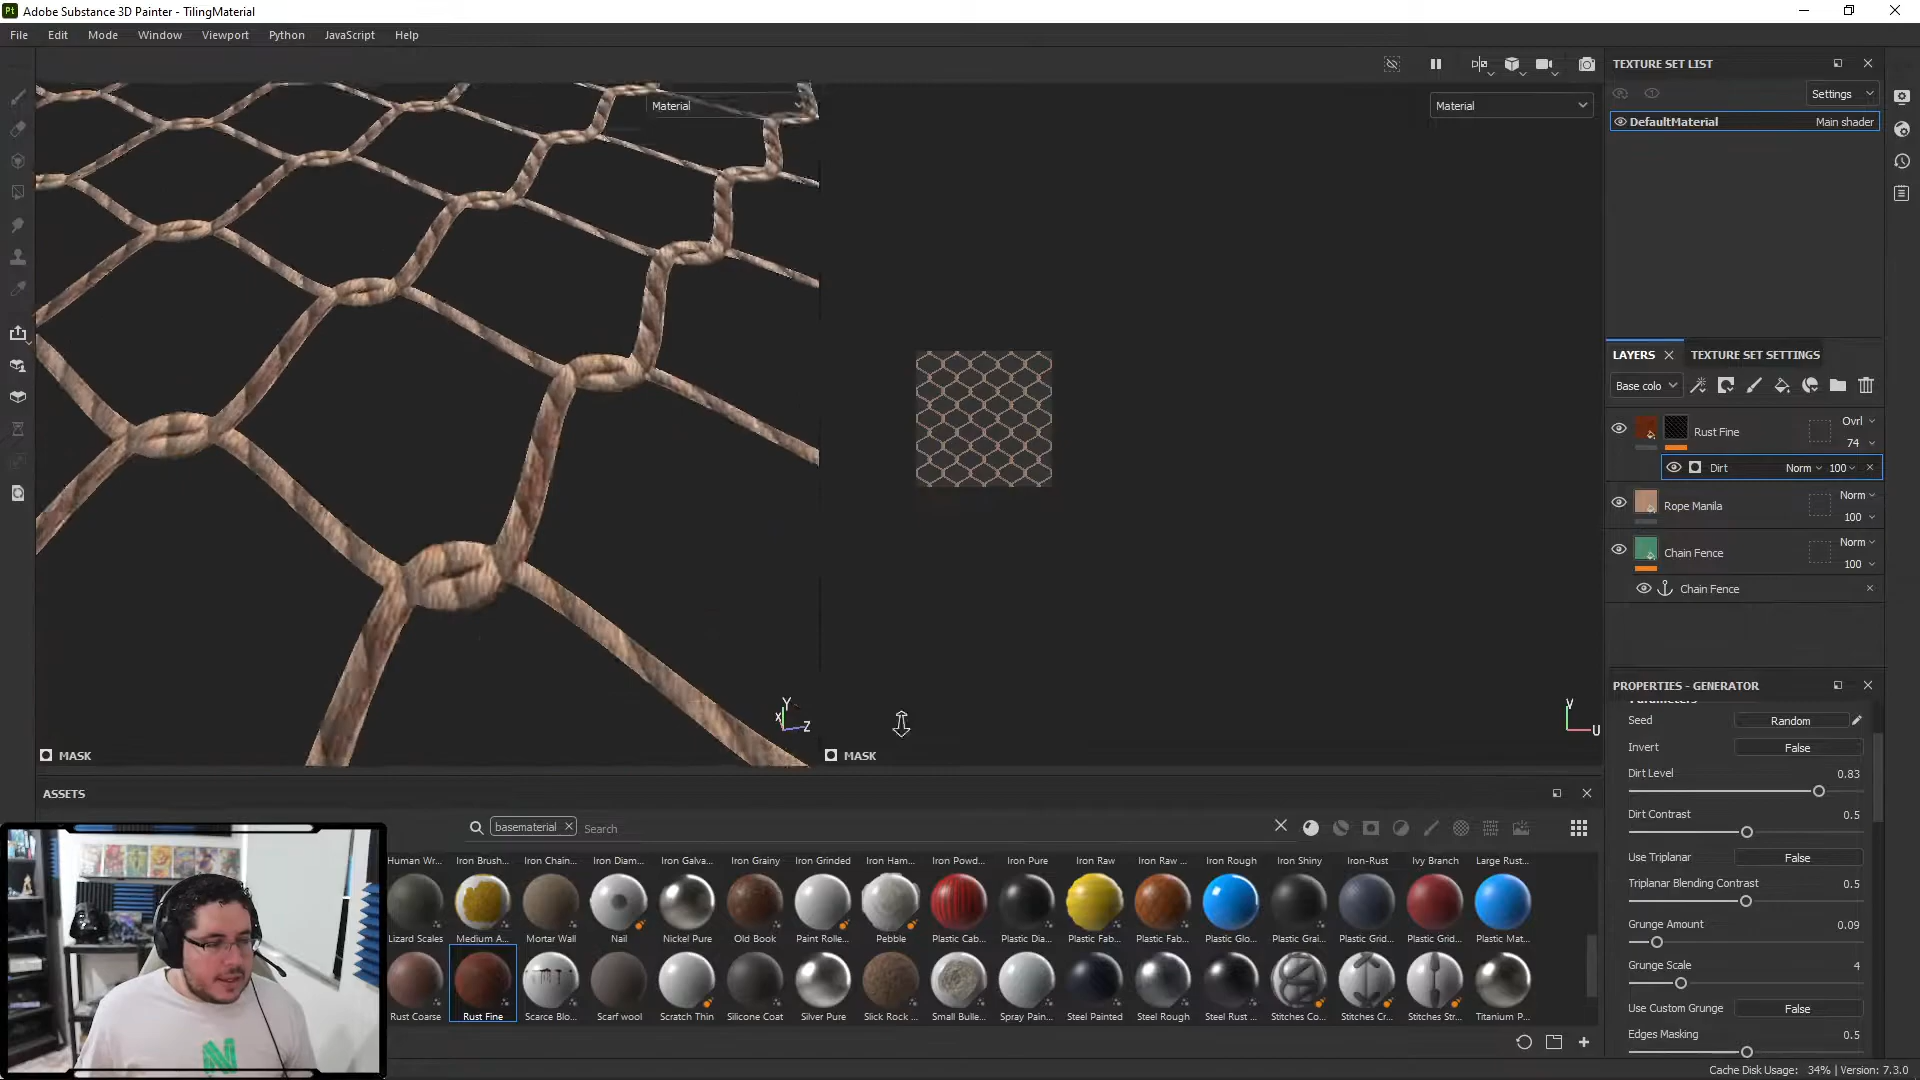 Pt Adobe Substance 3D Painter - TilingMaterial
File Edit Mode Window Viewport Python JavaScript Help
Material
Material
TEXTURE SET LIST
Settings
DefaultMaterial Main shader
LAYERS TEXTURE SET SETTINGS
Base colo
Rust Fine Ovrl
74
Dirt Norm 100
Rope Manila Norm
100
Chain Fence Norm
100
Chain Fence
Y
X Z
V
U
MASK
MASK
PROPERTIES - GENERATOR
Parameters
Seed Random
Invert False
Dirt Level 0.83
Dirt Contrast 0.5
Use Triplanar False
Triplanar Blending Contrast 0.5
Grunge Amount 0.09
Grunge Scale 4
Use Custom Grunge False
Edges Masking 0.5
ASSETS
basematerial Search
Human Wr... Iron Brush... Iron Chain... Iron Diam... Iron Galva... Iron Grainy Iron Grinded Iron Ham... Iron Powd... Iron Pure Iron Raw Iron Raw ... Iron Rough Iron Shiny Iron-Rust Ivy Branch Large Rust...
Lizard Scales Medium A... Mortar Wall Nail Nickel Pure Old Book Paint Rolle... Pebble Plastic Cab... Plastic Dia... Plastic Fab... Plastic Fab... Plastic Glo... Plastic Grai... Plastic Grid... Plastic Grid... Plastic Mat...
Rust Coarse Rust Fine Scarce Blo... Scarf wool Scratch Thin Silicone Coat Silver Pure Slick Rock ... Small Bulle... Spray Pain... Steel Painted Steel Rough Steel Rust ... Stitches Co... Stitches Cr... Stitches Str... Titanium P...
N
Cache Disk Usage: 34% | Version: 7.3.0